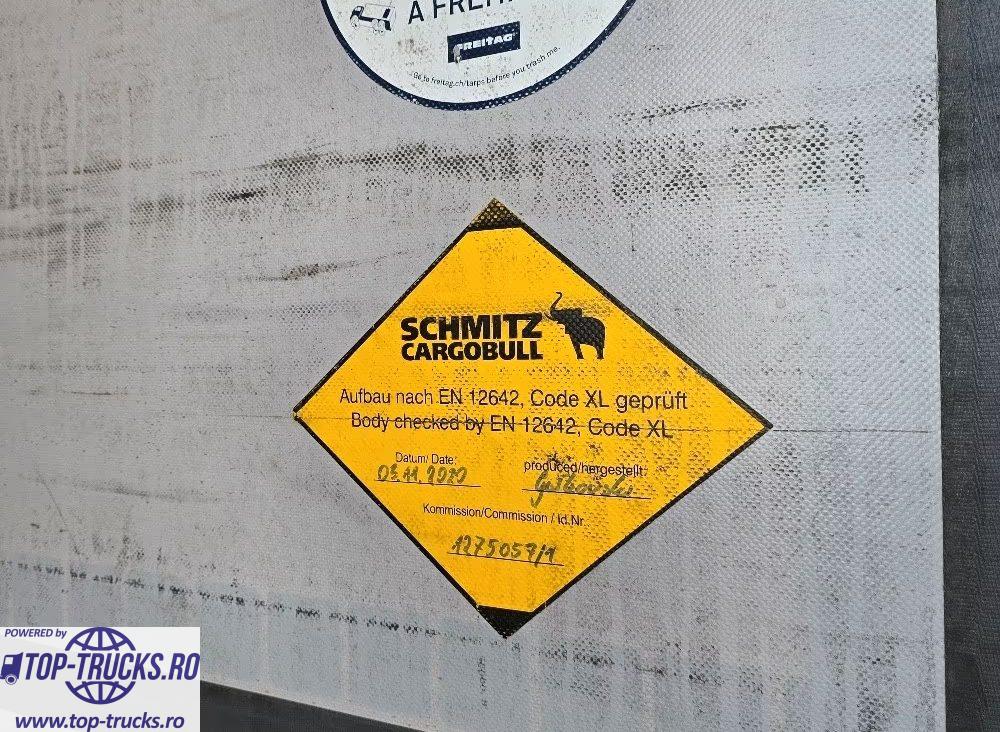 FREITAG
Go to freitag.ch/tarps before you trash me.
SCHMITZ
CARGOBULL
Aufbau nach EN 12642, Code XL geprüft
Body checked by EN 12642, Code XL
Datum/ Date:
produced/hergestellt:
Kommission/Commission / Id.Nr.
1275057/1
POWERED by
TOP-TRUCKS.RO
www.top-trucks.ro